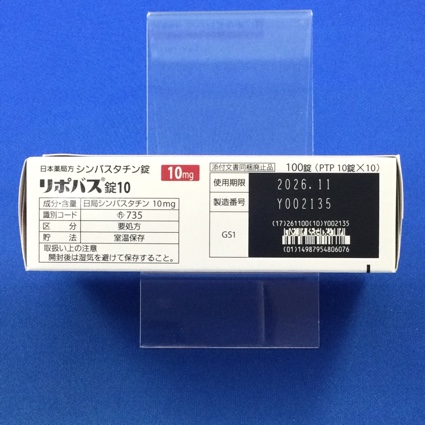 日本薬局方 シンバスタチン錠 10mg
リポバス®錠10
成分・含量 日局シンバスタチン 10mg
識別コード 735
区分 要処方
貯法 室温保存
取扱い上の注意
開封後は湿気を避けて保存すること。
添付文書同梱廃止品 100錠（PTP 10錠×10）
使用期限 2026.11
製造番号 Y002135
GS1
(17)261100(10)Y002135
(01)14987954806076